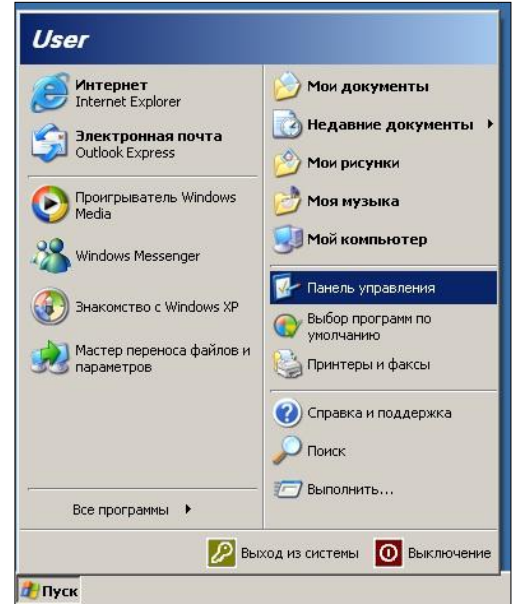 User
Интернет
Internet Explorer
Электронная почта
Outlook Express
Проигрыватель Windows
Media
Windows Messenger
Знакомство с Windows XP
Мастер переноса файлов и
параметров
Все программы
Мои документы
Недавние документы
Мои рисунки
Моя музыка
Мой компьютер
Панель управления
Выбор программ по
умолчанию
Принтеры и факсы
Справка и поддержка
Поиск
Выполнить...
Выход из системы
Выключение
Пуск